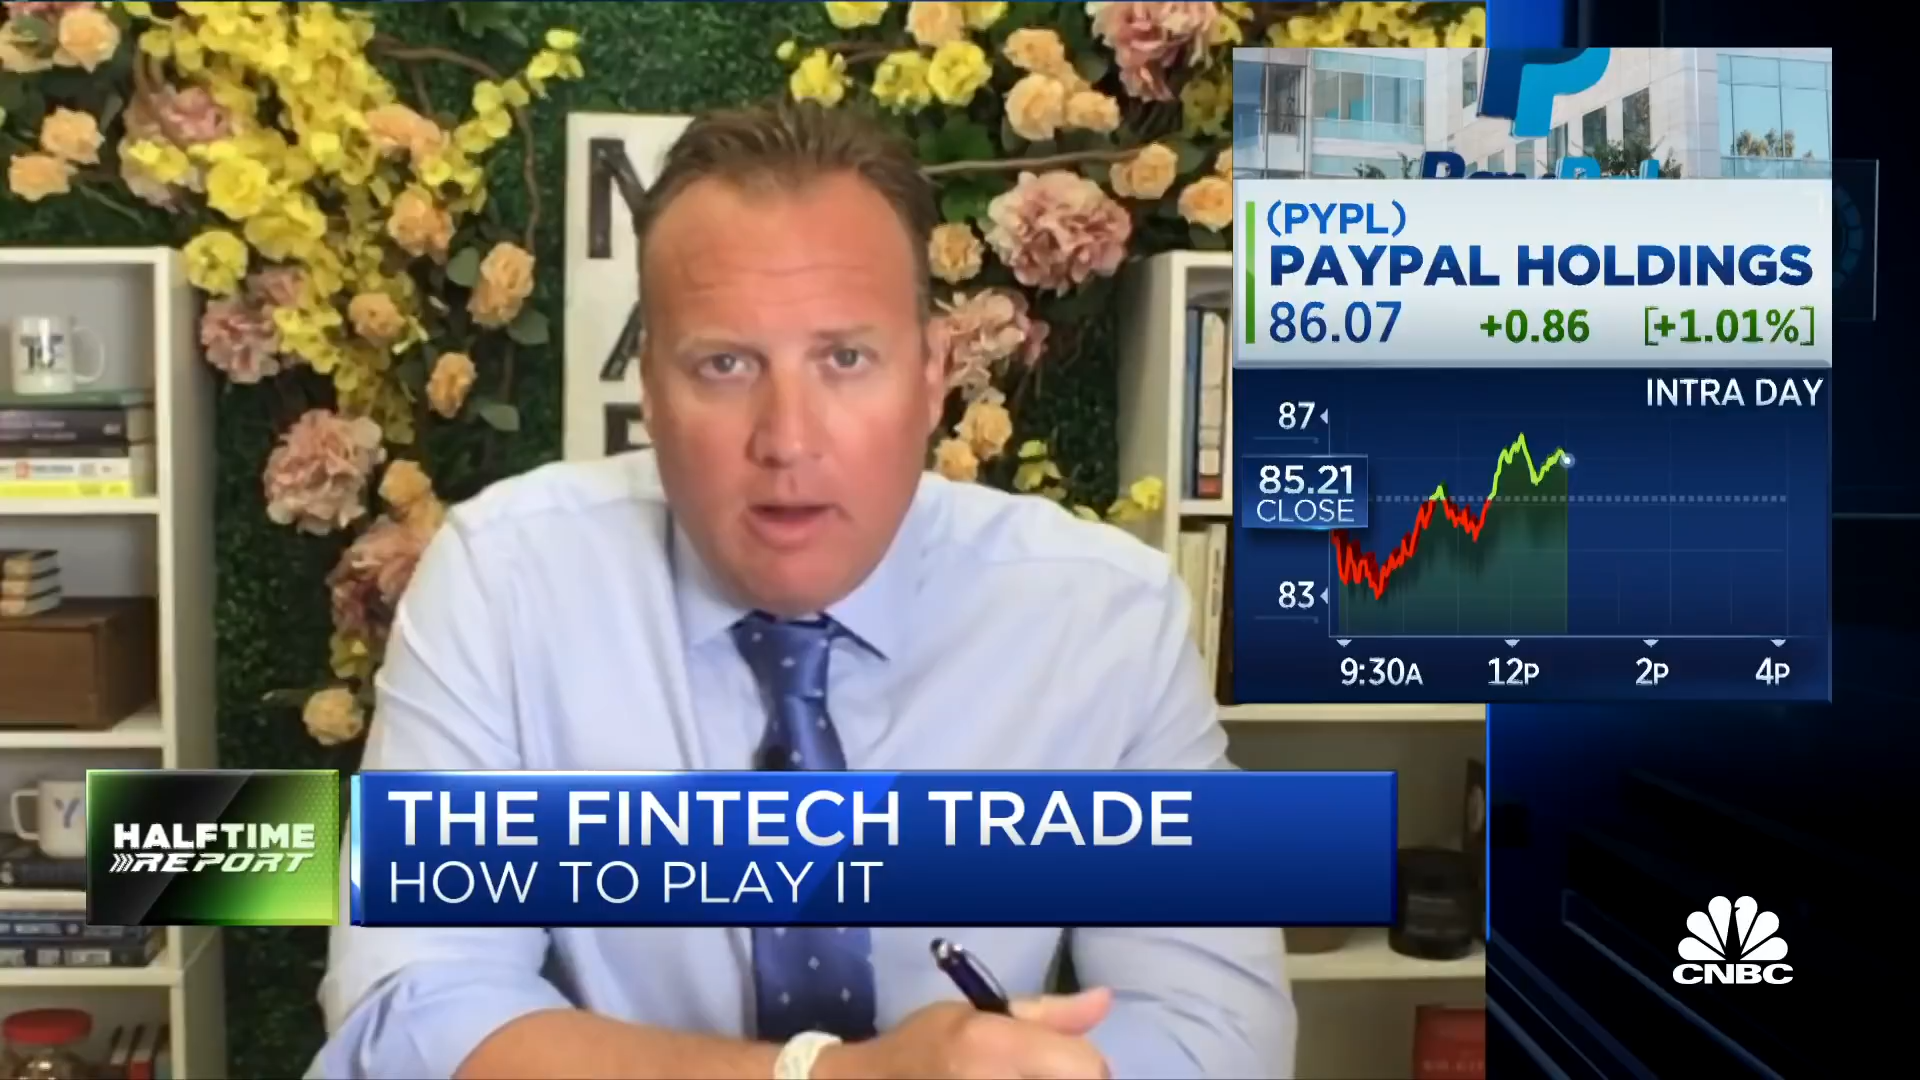 PayPal
(PYPL)
PAYPAL HOLDINGS
86.07 +0.86 [+1.01%]
INTRA DAY
87
85.21
CLOSE
83
9:30A 12P 2P 4P
HALFTIME
REPORT
THE FINTECH TRADE
HOW TO PLAY IT
CNBC